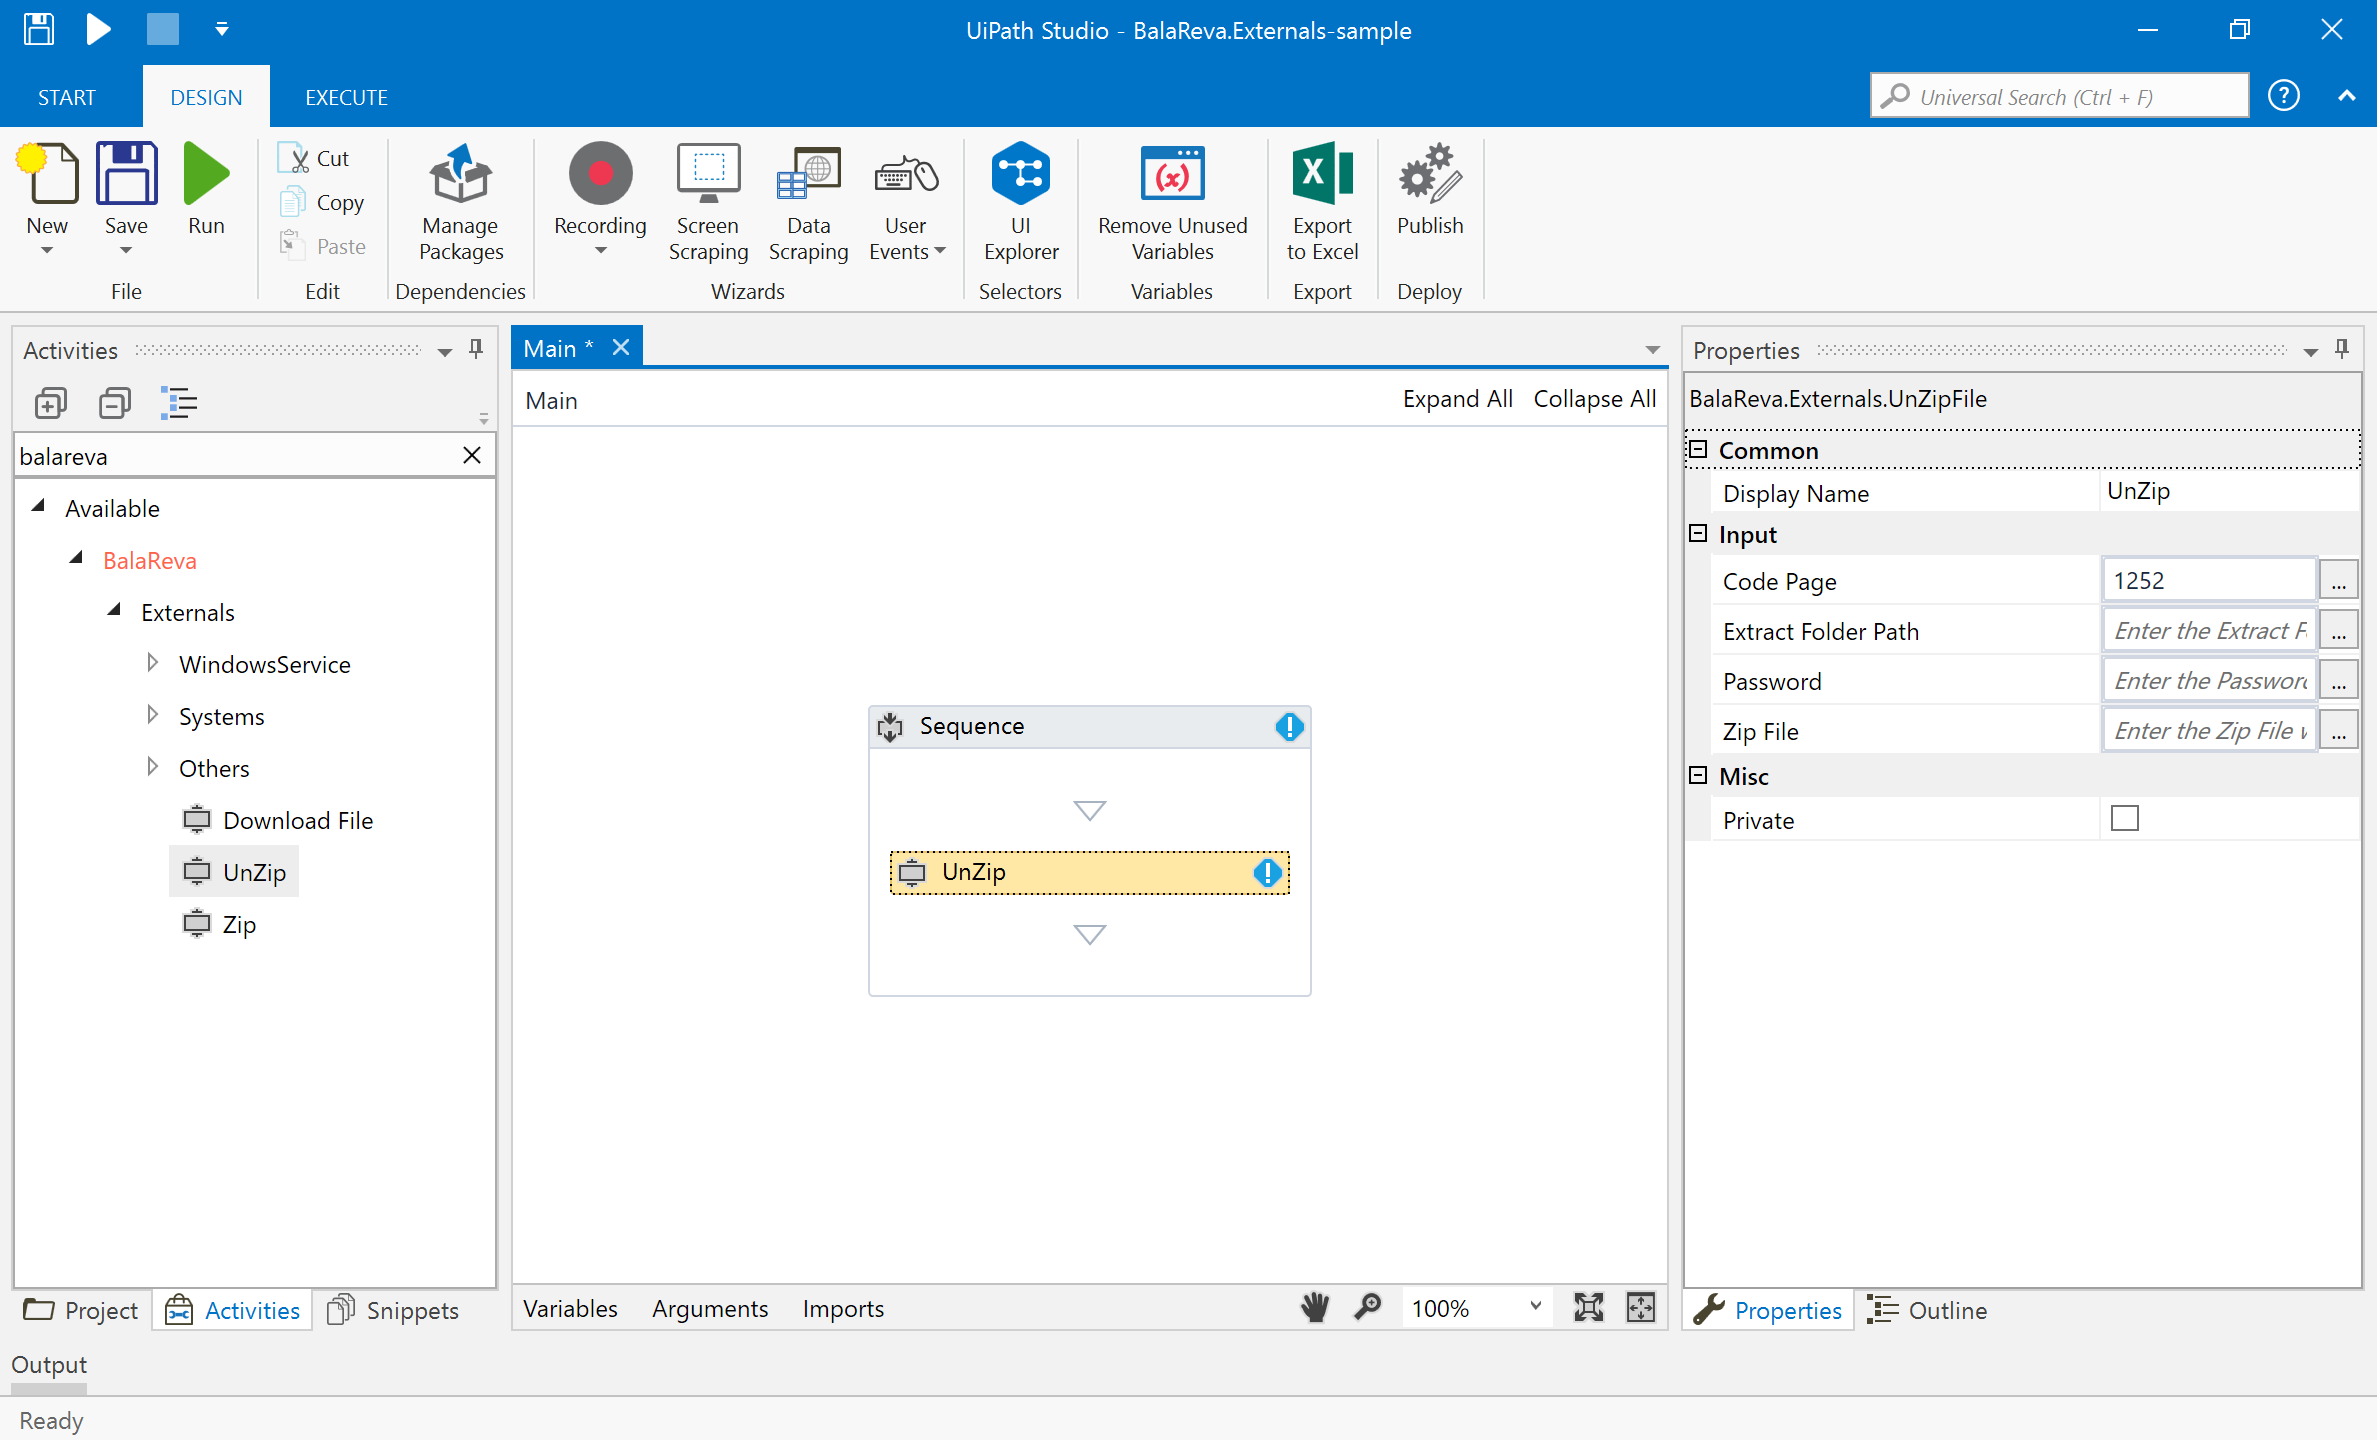 UiPath Studio - BalaReva.Externals-sample
START
DESIGN
EXECUTE
Universal Search (Ctrl + F)
New
Save
Run
File
Cut
Copy
Paste
Edit
Manage
Packages
Dependencies
Recording
Screen
Scraping
Data
Scraping
User
Events
Wizards
UI
Explorer
Selectors
Remove Unused
Variables
Variables
Export
to Excel
Export
Publish
Deploy
Activities
balareva
Available
BalaReva
Externals
WindowsService
Systems
Others
Download File
UnZip
Zip
Project
Activities
Snippets
Main *
Main
Expand All
Collapse All
Sequence
UnZip
Variables
Arguments
Imports
100%
Properties
BalaReva.Externals.UnZipFile
Common
Display Name
UnZip
Input
Code Page
1252
...
Extract Folder Path
Enter the Extract
...
Password
Enter the
...
Zip File
Enter the Zip File
...
Misc
Private
Properties
Outline
Output
Ready